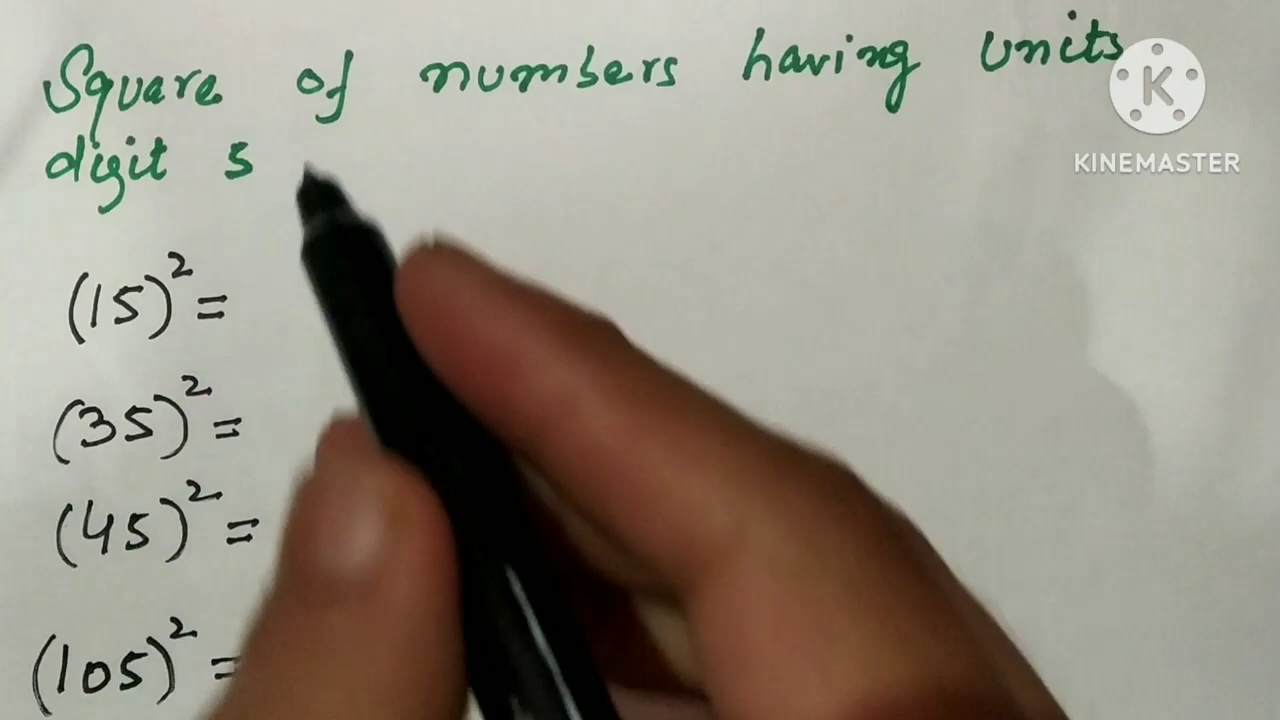 Square of numbers having units
digit 5
(15)² =
(35)² =
(45)² =
(105)² =
K
KINEMASTER